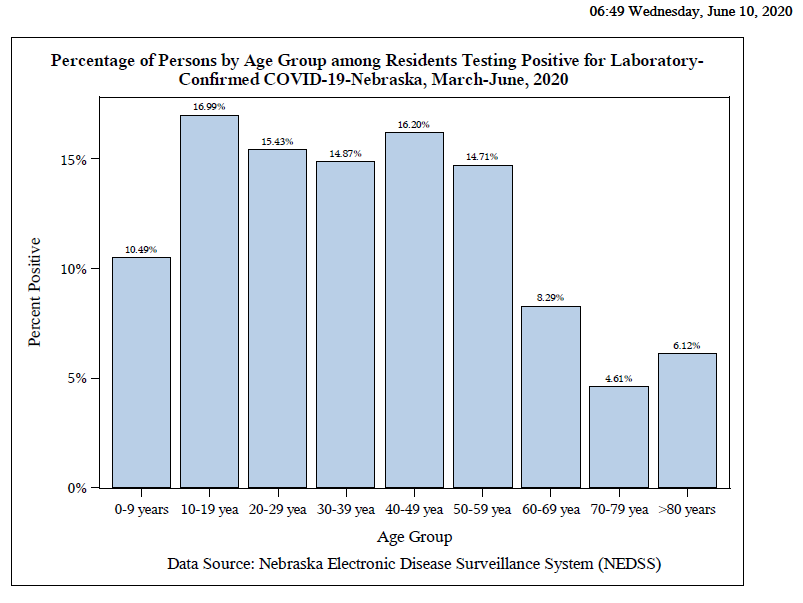 06:49 Wednesday, June 10, 2020
Percentage of Persons by Age Group among Residents Testing Positive for Laboratory-
Confirmed COVID-19-Nebraska, March-June, 2020
16.99%
16.20%
15.43%
14.87%
14.71%
15%
10.49%
10%
8.29%
6.12%
5%
4.61%
0%
Percent Positive
0-9 years 10-19 yea 20-29 yea 30-39 yea 40-49 yea 50-59 yea 60-69 yea 70-79 yea >80 years
Age Group
Data Source: Nebraska Electronic Disease Surveillance System (NEDSS)